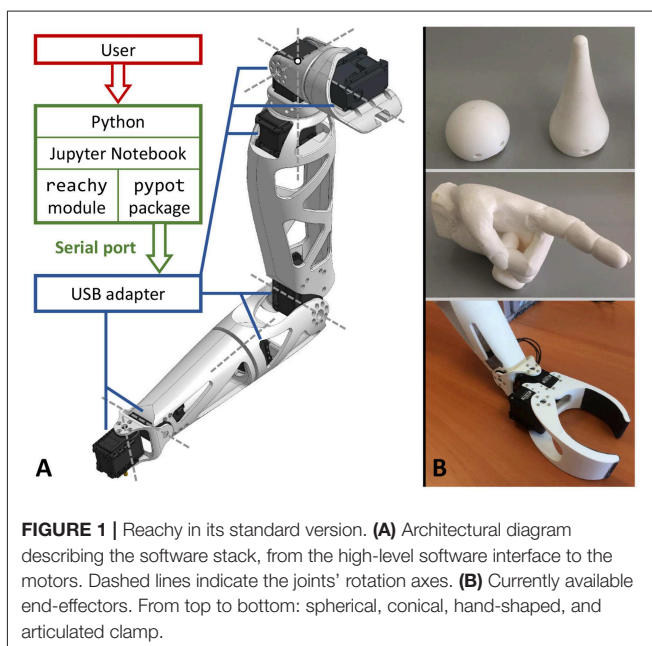 User
Python
Jupyter Notebook
reachy
module
pypot
package
Serial port
USB adapter
A
B
FIGURE 1 | Reachy in its standard version. (A) Architectural diagram
describing the software stack, from the high-level software interface to the
motors. Dashed lines indicate the joints' rotation axes. (B) Currently available
end-effectors. From top to bottom: spherical, conical, hand-shaped, and
articulated clamp.